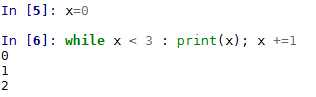 In [5]: x=0
In [6]: while x < 3 : print(x); x +=1
0
1
2